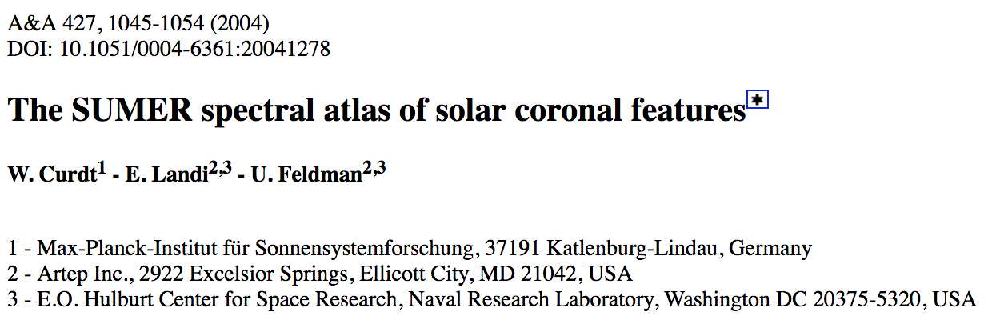 A&A 427, 1045-1054 (2004)
DOI: 10.1051/0004-6361:20041278
The SUMER spectral atlas of solar coronal features*
W. Curdt1 - E. Landi2,3 - U. Feldman2,3
1 - Max-Planck-Institut für Sonnensystemforschung, 37191 Katlenburg-Lindau, Germany
2 - Artep Inc., 2922 Excelsior Springs, Ellicott City, MD 21042, USA
3 - E.O. Hulburt Center for Space Research, Naval Research Laboratory, Washington DC 20375-5320, USA